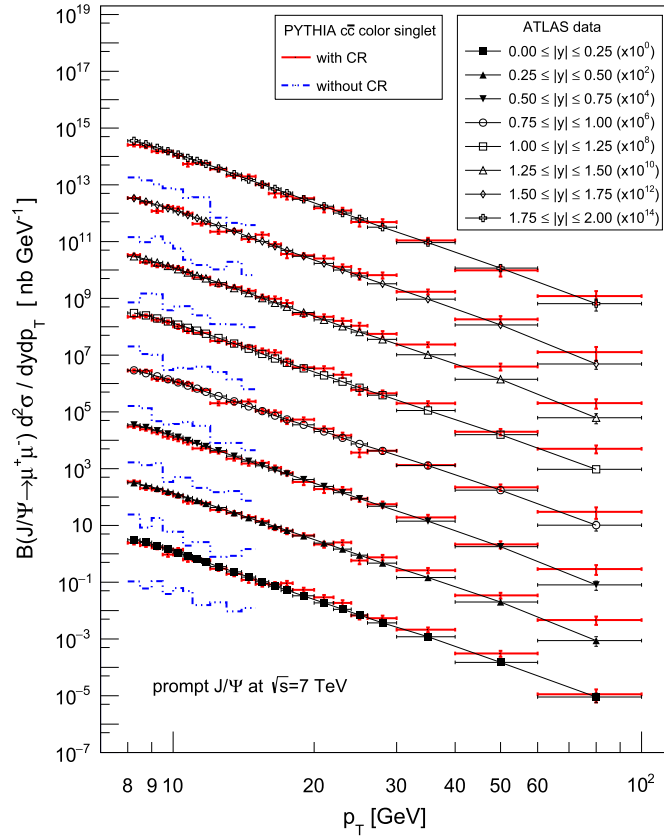 PYTHIA cc̅ color singlet
with CR
without CR
ATLAS data
0.00 ≤ |y| ≤ 0.25 (x10⁰)
0.25 ≤ |y| ≤ 0.50 (x10²)
0.50 ≤ |y| ≤ 0.75 (x10⁴)
0.75 ≤ |y| ≤ 1.00 (x10⁶)
1.00 ≤ |y| ≤ 1.25 (x10⁸)
1.25 ≤ |y| ≤ 1.50 (x10¹⁰)
1.50 ≤ |y| ≤ 1.75 (x10¹²)
1.75 ≤ |y| ≤ 2.00 (x10¹⁴)
B(J/Ψ→μ⁺μ⁻) d²σ / dydp_T [ nb GeV⁻¹]
10¹⁹
10¹⁷
10¹⁵
10¹³
10¹¹
10⁹
10⁷
10⁵
10³
10
10⁻¹
10⁻³
10⁻⁵
10⁻⁷
prompt J/Ψ at √s=7 TeV
8 9 10 20 30 40 50 60 10²
p_T [GeV]